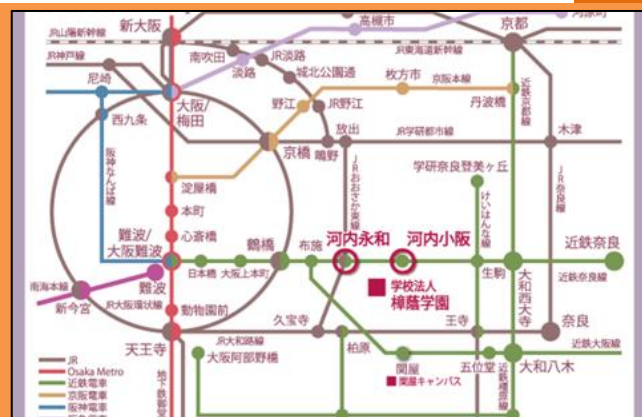 新大阪
JR山陽新幹線
高槻市
京都
JR神戸線
南吹田
JR淡路
JR東海道新幹線
尼崎
淡路
城北公園通
枚方市
京阪本線
近鉄京都線
大阪/
梅田
野江
JR野江
丹波橋
西九条
放出
JR学研都市線
木津
京橋
鴫野
阪神なんば線
学研奈良登美ヶ丘
JR奈良線
淀屋橋
JRおおさか東線
けいはんな線
本町
心斎橋
難波/
大阪難波
鶴橋
布施
河内永和
河内小阪
近鉄奈良
日本橋
大阪上本町
生駒
近鉄奈良線
大和西大寺
南海本線
難波
学校法人
樟蔭学園
新今宮
JR大阪環状線
動物園前
久宝寺
王寺
奈良
天王寺
JR大和路線
大阪阿部野橋
柏原
近鉄大阪線
関屋
五位堂
大和八木
関屋キャンパス
近鉄橿原線
JR
Osaka Metro
近鉄電車
京阪電車
阪神電車
地下鉄御堂